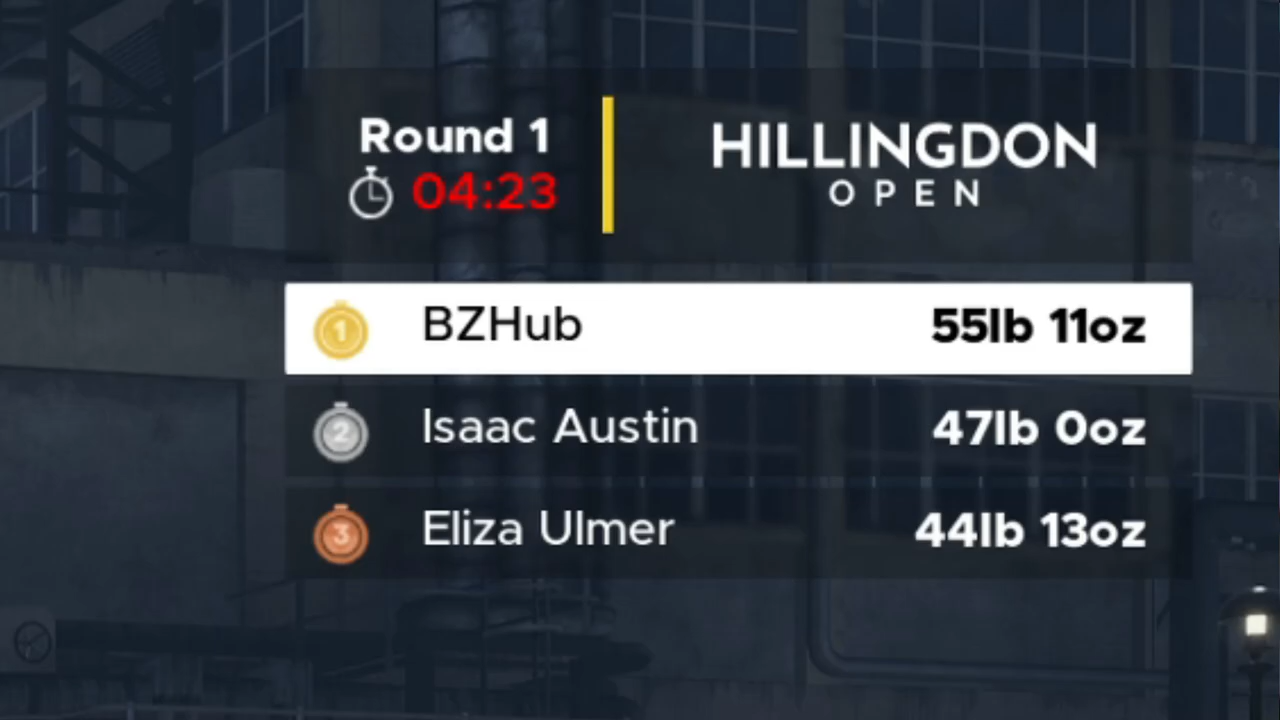 Round 1
04:23
HILLINGDON
OPEN
1 BZHub 55lb 11oz
2 Isaac Austin 47lb 0oz
3 Eliza Ulmer 44lb 13oz